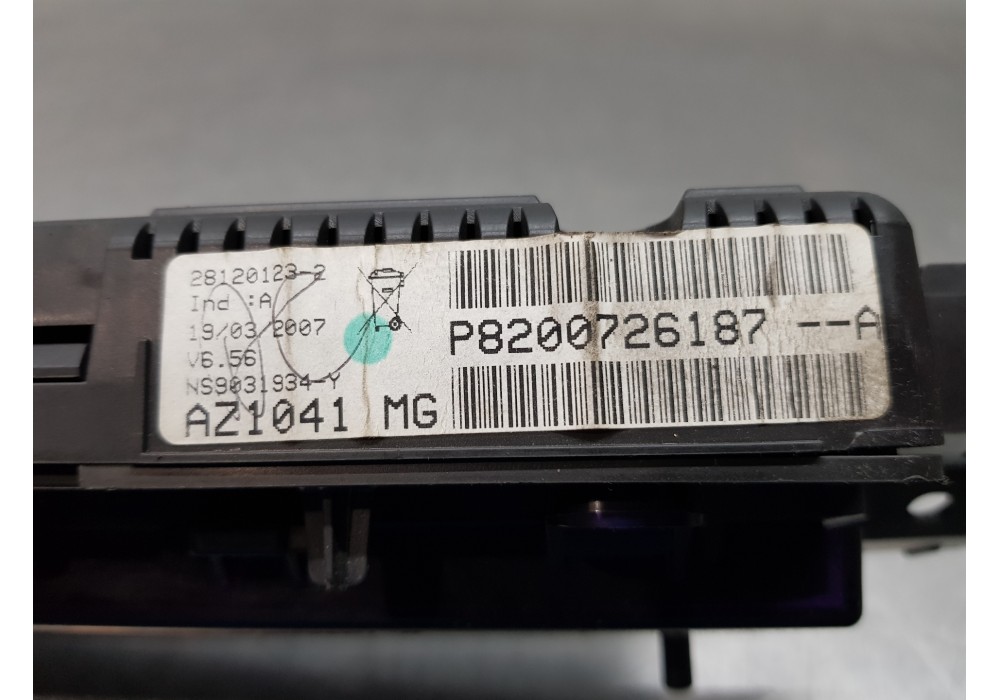 28120123-2
Ind :A
19/03/2007
V6.56
NS9031934-Y
AZ1041 MG
P8200726187 --A